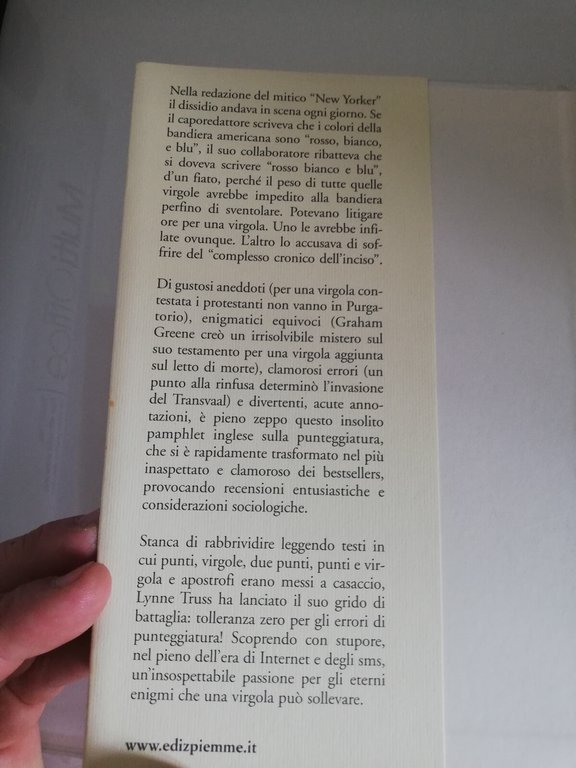 Nella redazione del mitico “New Yorker”
il dissidio andava in scena ogni giorno. Se
il caporedattore scriveva che i colori della
bandiera americana sono “rosso, bianco,
e blu”, il suo collaboratore ribatteva che
si doveva scrivere “rosso bianco e blu”,
d’un fiato, perché il peso di tutte quelle
virgole avrebbe impedito alla bandiera
perfino di sventolare. Potevano litigare
ore per una virgola. Uno le avrebbe infi-
late ovunque. L’altro lo accusava di sof-
frire del “complesso cronico dell’inciso”.
Di gustosi aneddoti (per una virgola con-
testata i protestanti non vanno in Purga-
torio), enigmatici equivoci (Graham
Greene creò un irrisolvibile mistero sul
suo testamento per una virgola aggiunta
sul letto di morte), clamorosi errori (un
punto alla rinfusa determinò l’invasione
del Transvaal) e divertenti, acute anno-
tazioni, è pieno zeppo questo insolito
pamphlet inglese sulla punteggiatura,
che si è rapidamente trasformato nel più
inaspettato e clamoroso dei bestsellers,
provocando recensioni entusiastiche e
considerazioni sociologiche.
Stanca di rabbrividire leggendo testi in
cui punti, virgole, due punti, punti e vir-
gola e apostrofi erano messi a casaccio,
Lynne Truss ha lanciato il suo grido di
battaglia: tolleranza zero per gli errori di
punteggiatura! Scoprendo con stupore,
nel pieno dell’era di Internet e degli sms,
un’insospettabile passione per gli eterni
enigmi che una virgola può sollevare.
www.edizpiemme.it